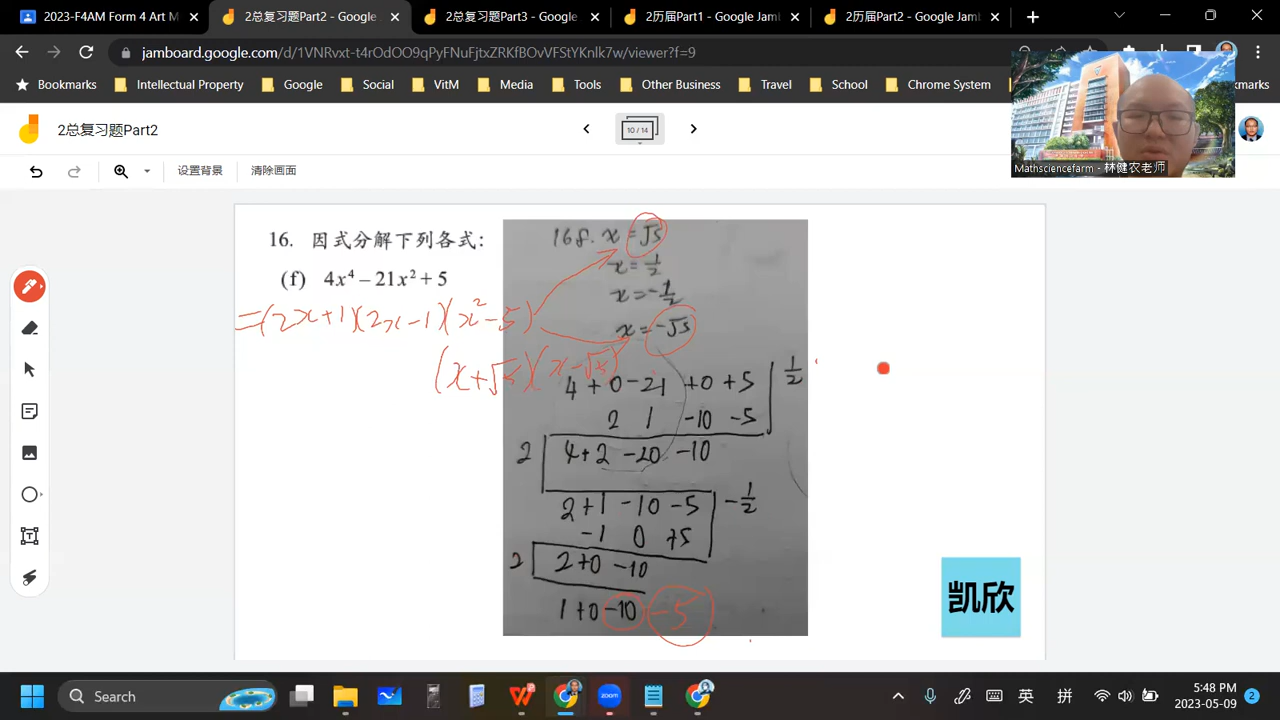 2023-F4AM Form 4 Art M
2总复习题Part2 - Google
2总复习题Part3 - Google
2历届Part1 - Google Jamb
2历届Part2 - Google Jamb
jamboard.google.com/d/1VNRvxt-t4rOdOO9qPyFNuFjtxZRKfBOvVFStYKnlk7w/viewer?f=9
Bookmarks
Intellectual Property
Google
Social
VitM
Media
Tools
Other Business
Travel
School
Chrome System
kmarks
Mathsciencefarm - 林健农老师
2总复习题Part2
10 / 14
设置背景
清除画面
16. 因式分解下列各式:
(f) 4x⁴ – 21x² + 5
=(2x+1)(2x-1)(x²-5)
(x+√5)(x-√5)
16f. x = √5
x = 1/2
x = -1/2
x = -√5
4 +0 -21 +0 +5 1/2
2 1 -10 -5
2 4+2 -20 -10
2 +1 -10 -5 -1/2
-1 0 +5
2 2+0 -10
1 +0 -10 -5
凯欣
Search
英
拼
5:48 PM
2023-05-09
2